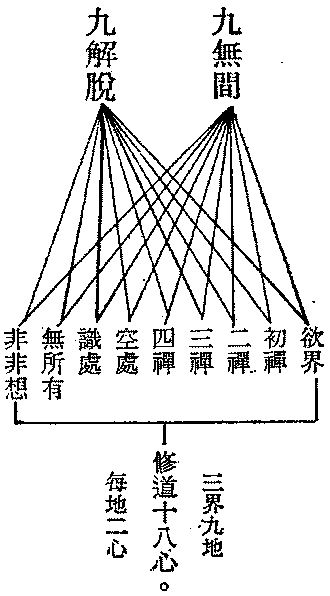 九無間
九解脫
欲界
初禪
二禪
三禪
四禪
空處
識處
無所有
非非想
三界九地
修道十八心。
每地二心